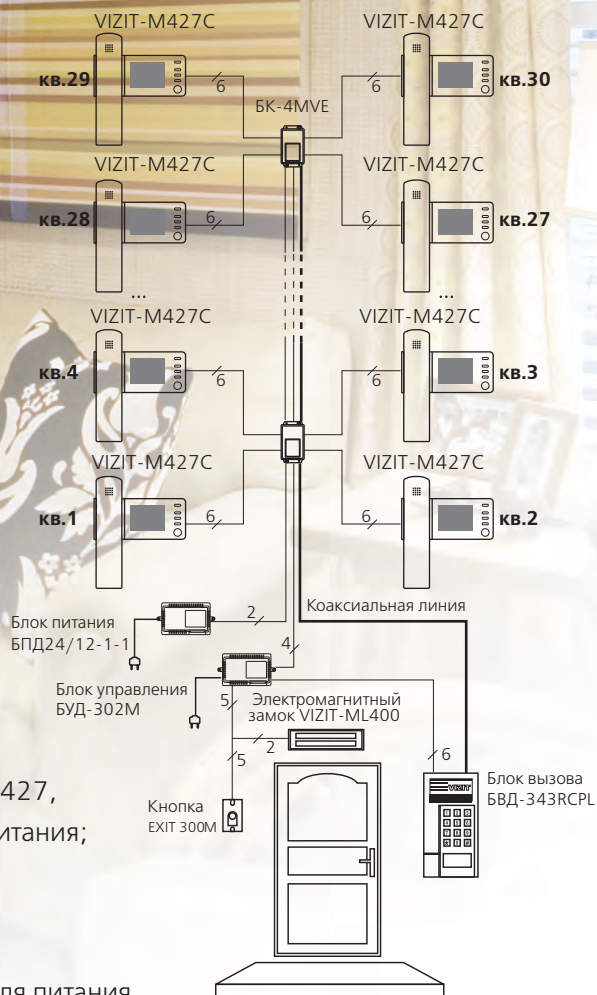 VIZIT-M427C VIZIT-M427C
кв.29 6 6 кв.30
БК-4MVE
VIZIT-M427C VIZIT-M427C
кв.28 6 6 кв.27
... ...
VIZIT-M427C VIZIT-M427C
кв.4 6 6 кв.3
VIZIT-M427C VIZIT-M427C
кв.1 6 6 кв.2
Блок питания 2 Коаксиальная линия
БПД24/12-1-1
4
Блок управления
БУД-302М
5 Электромагнитный
замок VIZIT-ML400
2
5 6
Кнопка
EXIT 300M
VIZIT
Блок вызова
БВД-343RCPL
427,
итания;
ля питания